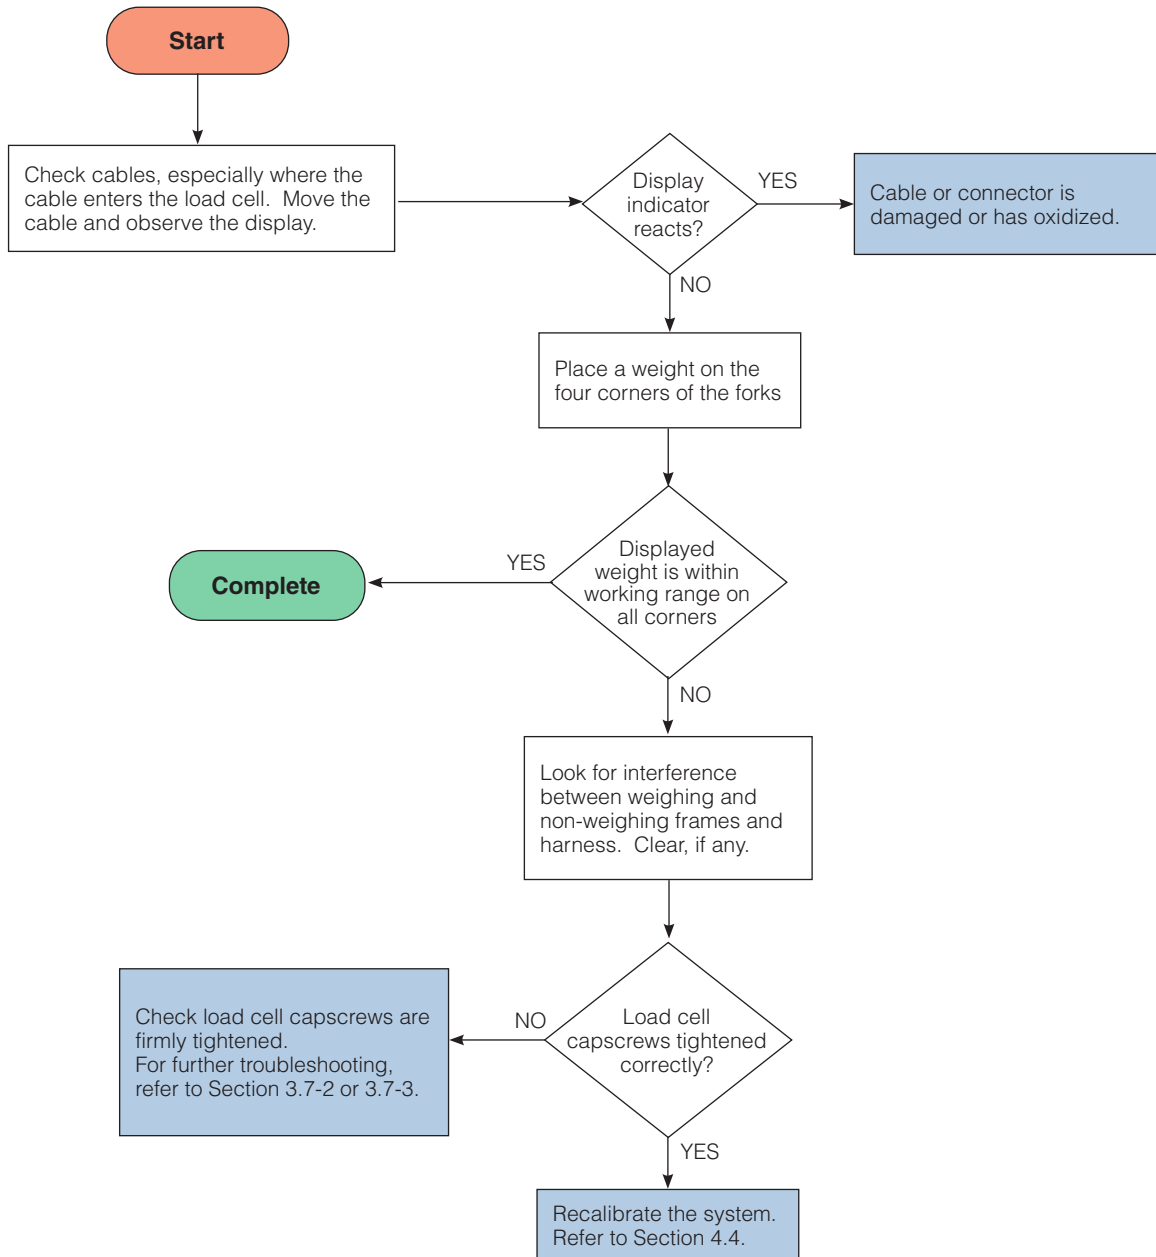 Start
Check cables, especially where the
cable enters the load cell. Move the
cable and observe the display.
Display
indicator
reacts?
YES
Cable or connector is
damaged or has oxidized.
NO
Place a weight on the
four corners of the forks
Displayed
weight is within
working range on
all corners
YES
Complete
NO
Look for interference
between weighing and
non-weighing frames and
harness. Clear, if any.
Load cell
capscrews tightened
correctly?
NO
Check load cell capscrews are
firmly tightened.
For further troubleshooting,
refer to Section 3.7-2 or 3.7-3.
YES
Recalibrate the system.
Refer to Section 4.4.